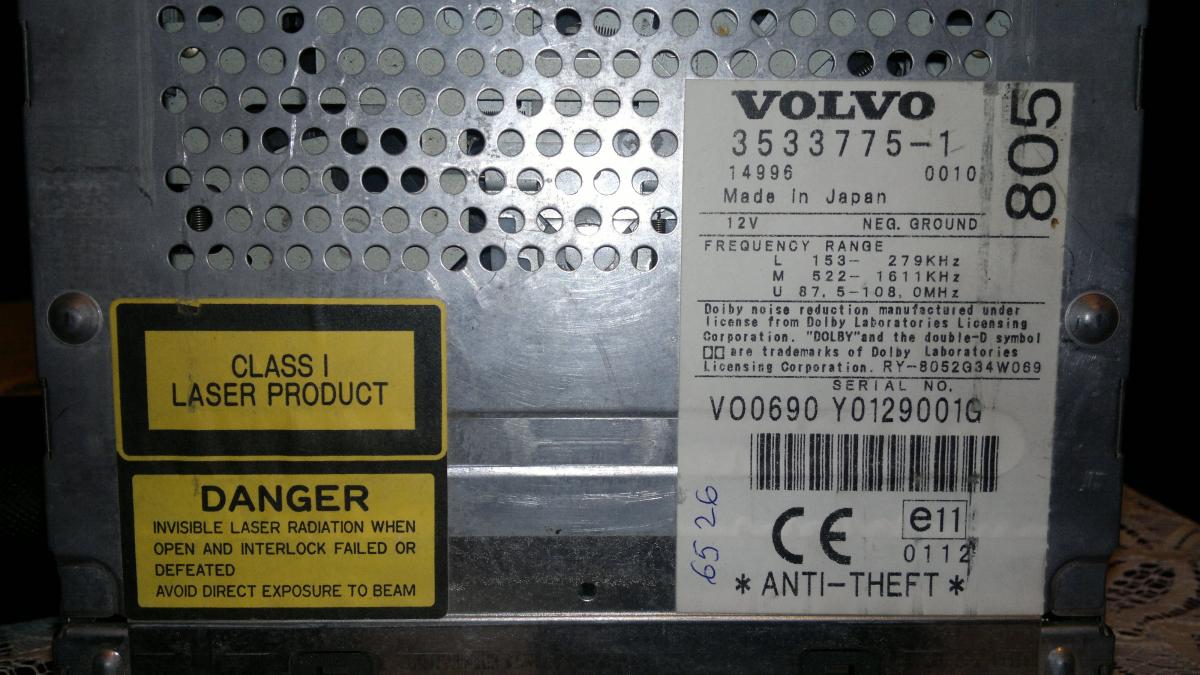 VOLVO
805
3533775-1
14996 0010
Made in Japan
12V NEG. GROUND
FREQUENCY RANGE
L 153- 279KHz
M 522- 1611KHz
U 87.5-108.0MHz
Dolby noise reduction manufactured under
license from Dolby Laboratories Licensing
Corporation. "DOLBY"and the double-D symbol
are trademarks of Dolby Laboratories
Licensing Corporation. RY-8052G34W069
SERIAL NO.
VO0690 Y0129001G
CE e11
0112
* ANTI-THEFT *
6526
CLASS I
LASER PRODUCT
DANGER
INVISIBLE LASER RADIATION WHEN
OPEN AND INTERLOCK FAILED OR
DEFEATED
AVOID DIRECT EXPOSURE TO BEAM